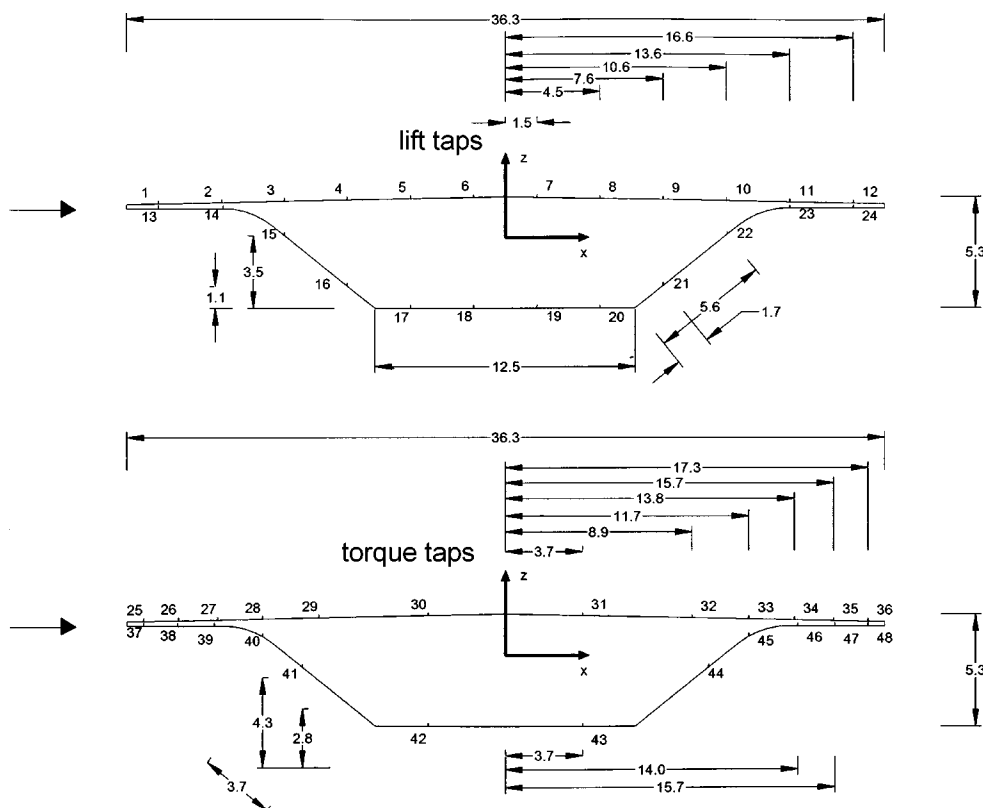 36.3
16.6
13.6
10.6
7.6
4.5
1.5
lift taps
z
1 2 3 4 5 6 7 8 9 10 11 12
13 14 23 24
15 22
x
3.5 5.3
16 21
1.1
5.6
1.7
17 18 19 20
12.5
36.3
17.3
15.7
13.8
11.7
8.9
3.7
torque taps
z
25 26 27 28 29 30 31 32 33 34 35 36
37 38 39 40 45 46 47 48
41 44
x
5.3
4.3
2.8
42 43
3.7
14.0
3.7
15.7